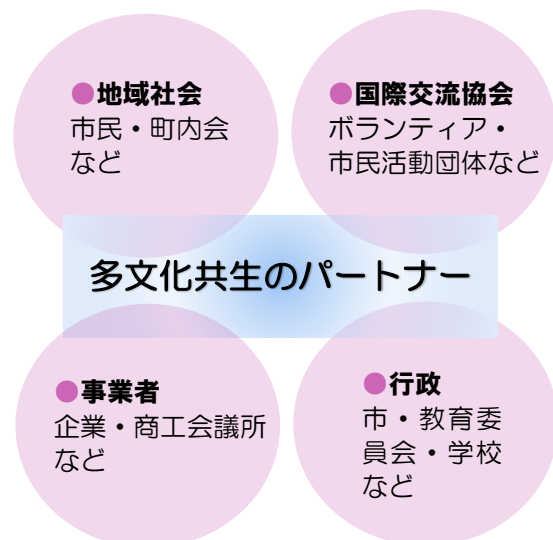 ●地域社会
市民・町内会
など
●国際交流協会
ボランティア・
市民活動団体など
多文化共生のパートナー
●事業者
企業・商工会議所
など
●行政
市・教育委
員会・学校
など